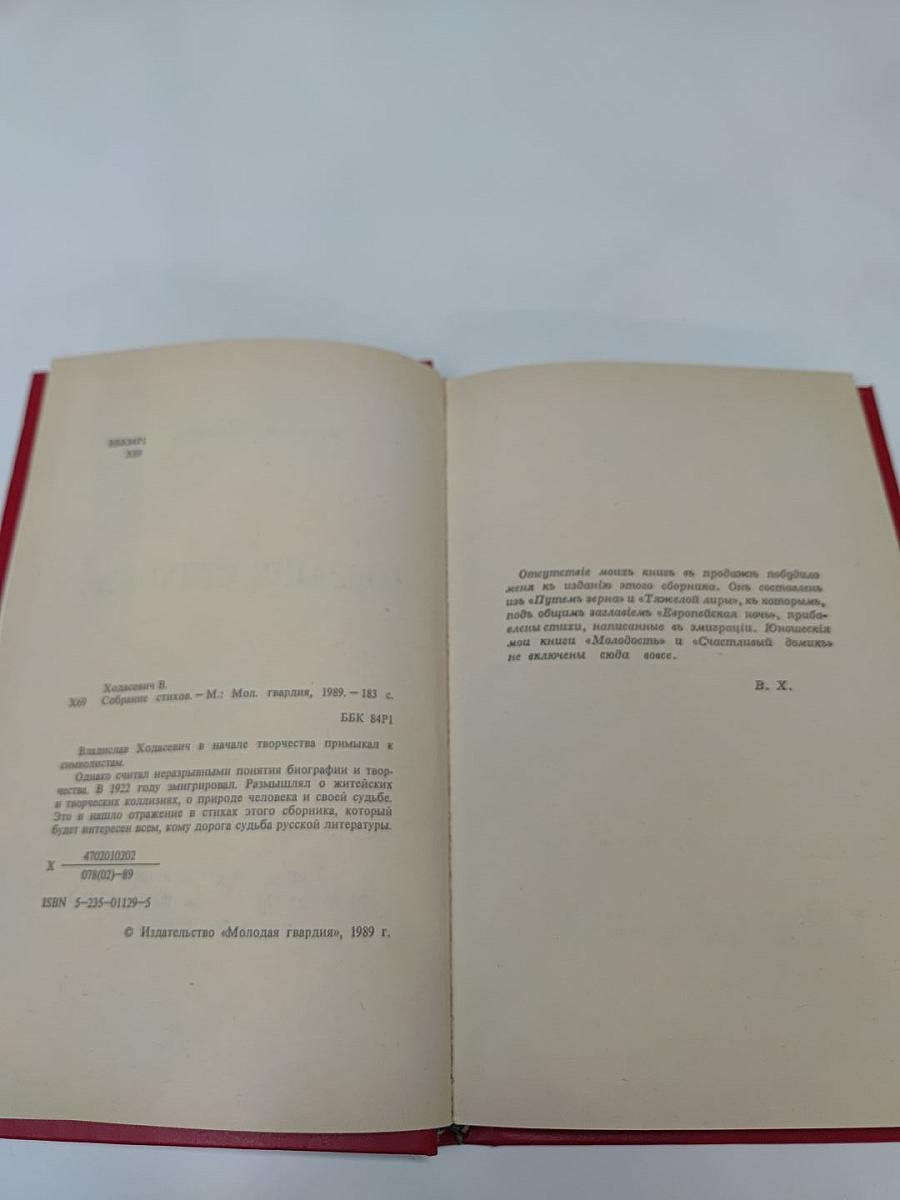 ББК84Р1
Х69
Ходасевич В.
Х69 Собрание стихов. — М.: Мол. гвардия, 1989. — 183 с.
ББК 84Р1
Владислав Ходасевич в начале творчества примыкал к
символистам.
Однако считал неразрывными понятия биографии и твор-
чества. В 1922 году эмигрировал. Размышлял о житейских
и творческих коллизиях, о природе человека и своей судьбе.
Это и нашло отражение в стихах этого сборника, который
будет интересен всем, кому дорога судьба русской литературы.
Х 4702010202
078(02)—89
ISBN 5—235—01129—5
© Издательство «Молодая гвардия», 1989 г.
Отсутствіе моихъ книгъ въ продажѣ побудило
меня къ изданію этого сборника. Онъ составленъ
изъ «Путемъ зерна» и «Тяжелой лиры», къ которымъ,
подъ общимъ заглавіемъ «Европейская ночь», приба-
влены стихи, написанные въ эмиграціи. Юношескія
мои книги «Молодость» и «Счастливый домикъ»
не включены сюда вовсе.
В. Х.